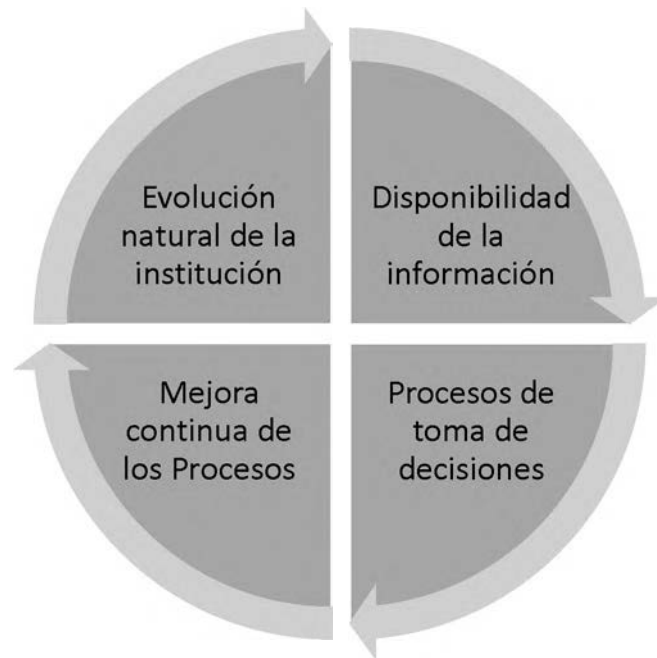 Evolución
natural de la
institución
Disponibilidad
de la
información
Mejora
continua de
los Procesos
Procesos de
toma de
decisiones